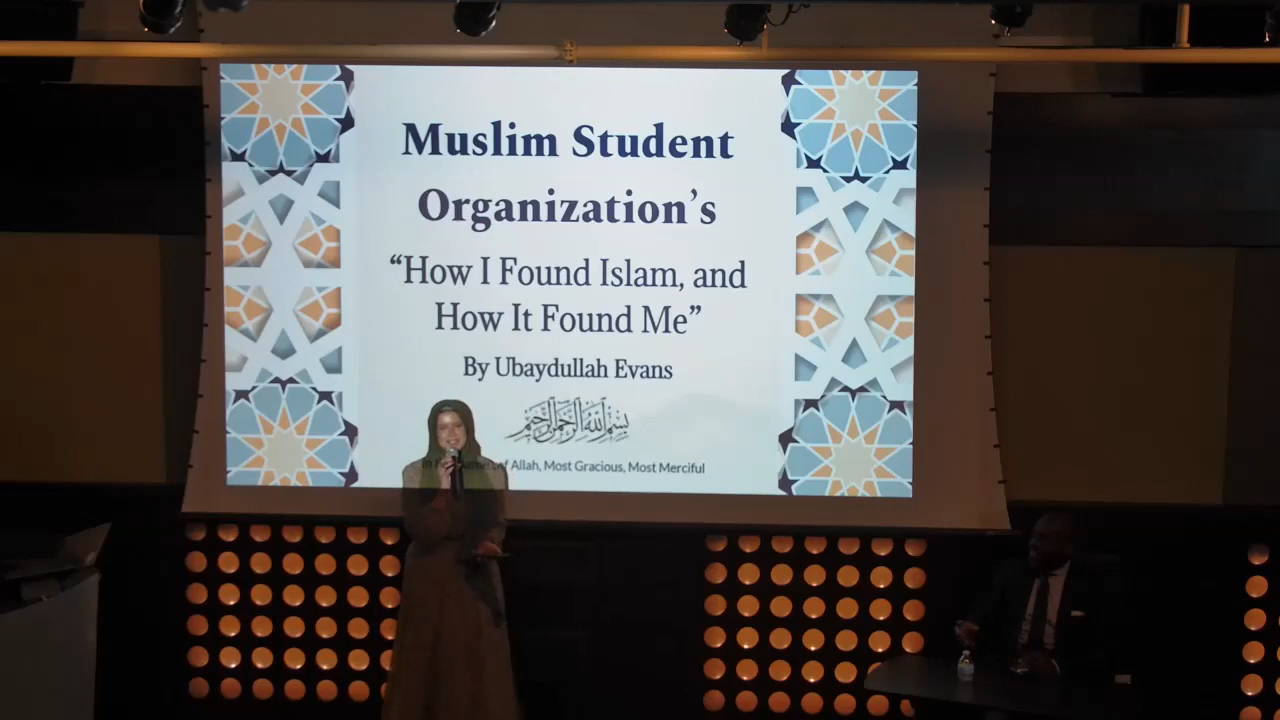 Muslim Student
Organization's
“How I Found Islam, and
How It Found Me”
By Ubaydullah Evans
بسم الله الرحمن الرحيم
Allah, Most Gracious, Most Merciful